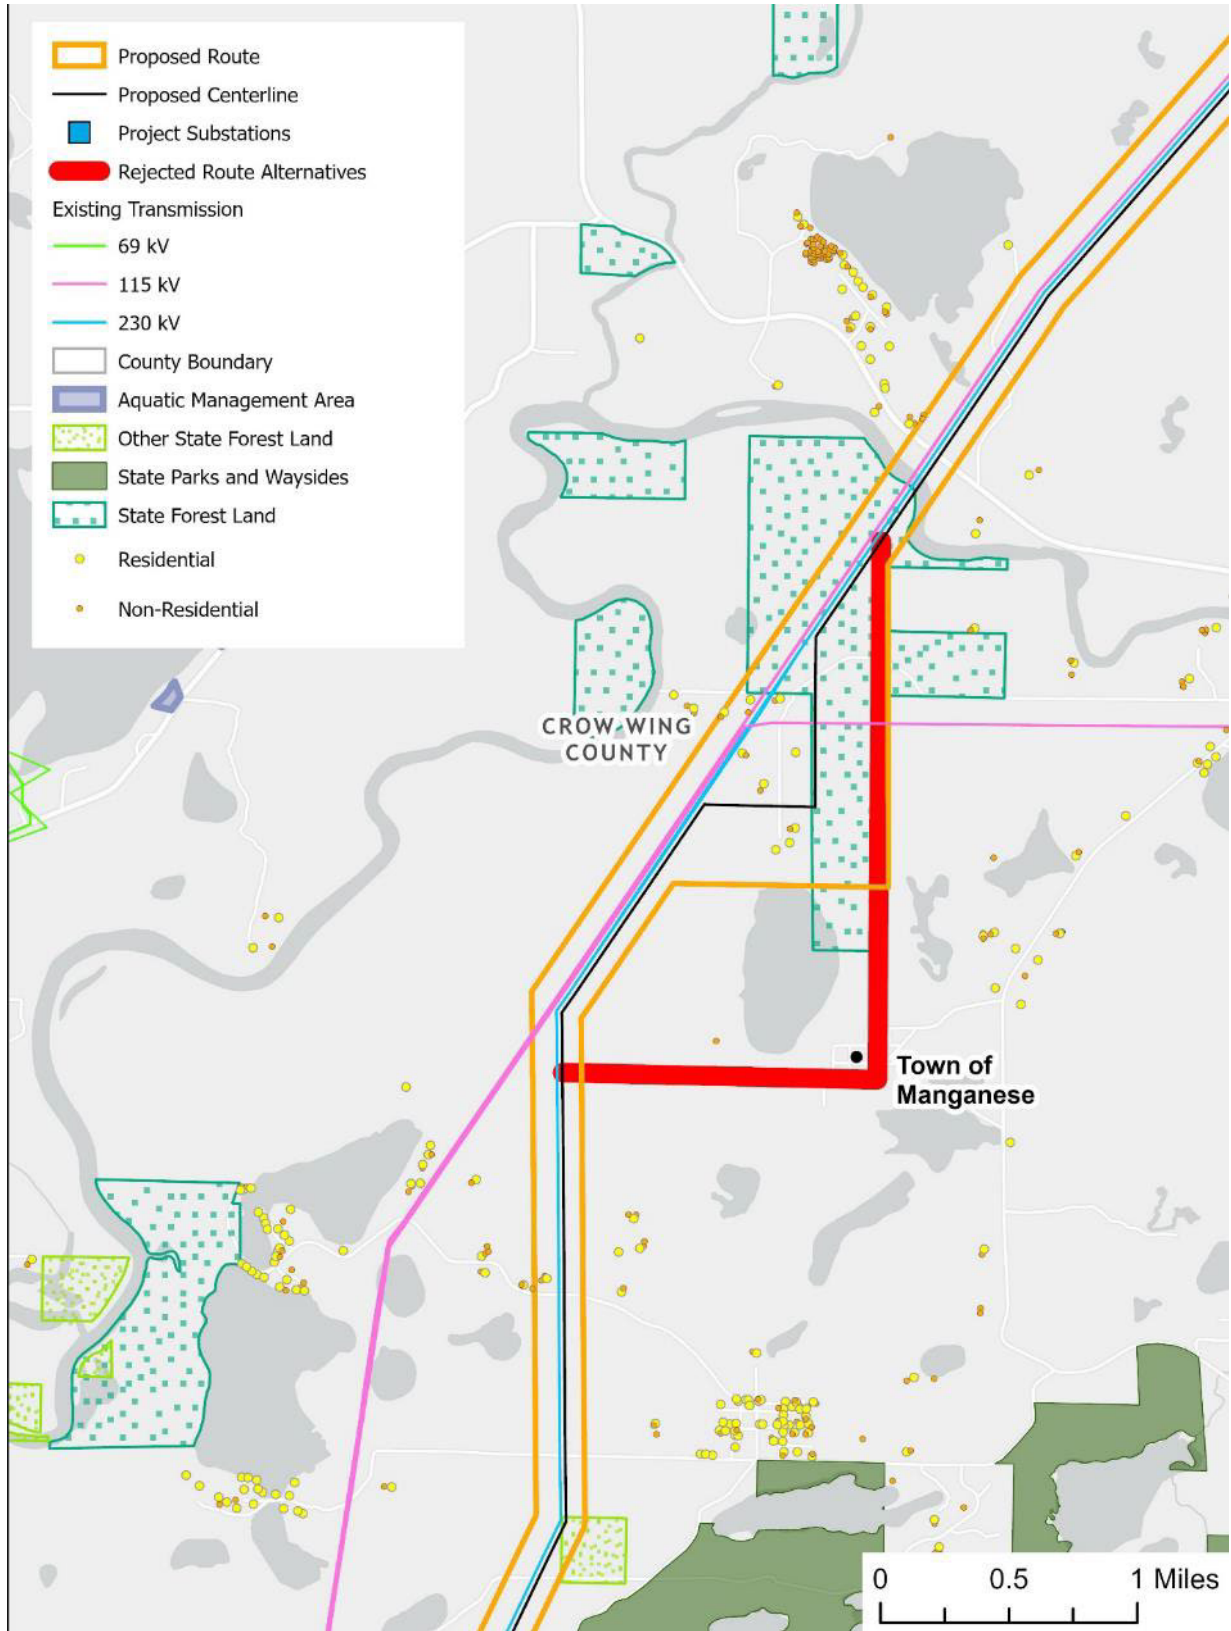 Proposed Route
Proposed Centerline
Project Substations
Rejected Route Alternatives
Existing Transmission
69 kV
115 kV
230 kV
County Boundary
Aquatic Management Area
Other State Forest Land
State Parks and Waysides
State Forest Land
Residential
Non-Residential
CROW WING
COUNTY
Town of
Manganese
0 0.5 1 Miles